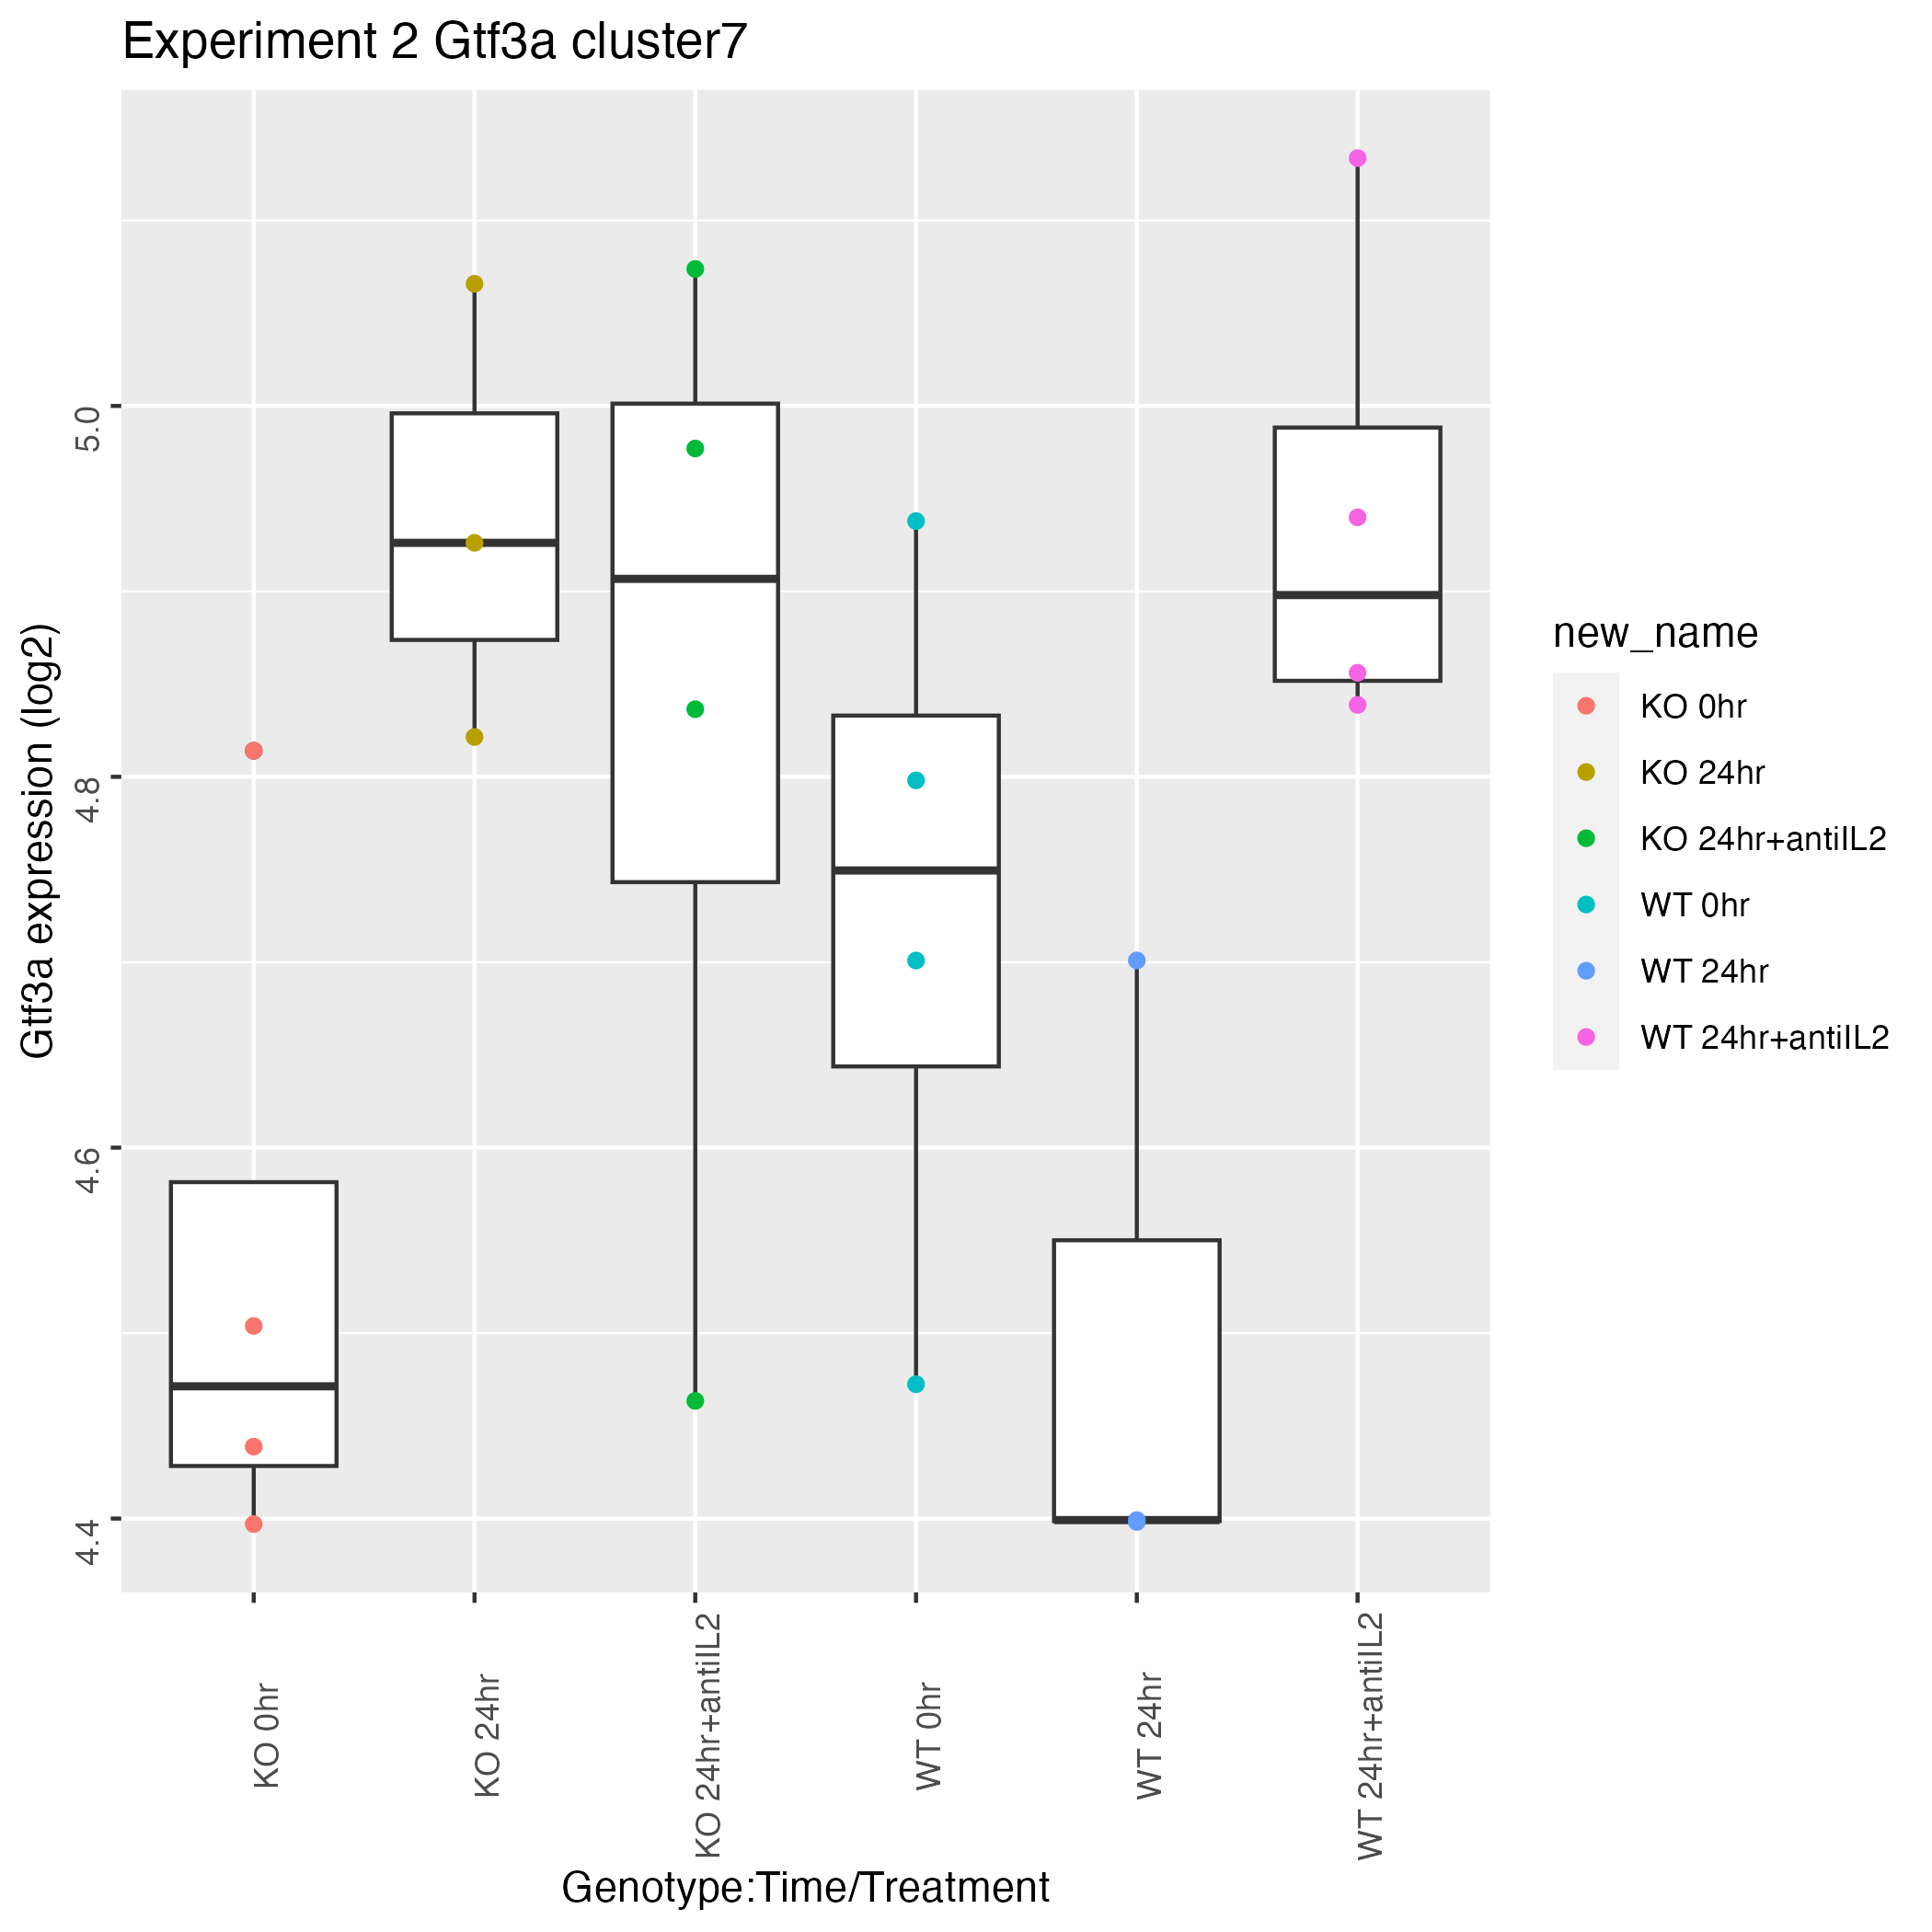 Experiment 2 Gtf3a cluster7
Gtf3a expression (log2)
5.0
4.8
4.6
4.4
KO 0hr
KO 24hr
KO 24hr+antiIL2
WT 0hr
WT 24hr
WT 24hr+antiIL2
Genotype:Time/Treatment
new_name
KO 0hr
KO 24hr
KO 24hr+antiIL2
WT 0hr
WT 24hr
WT 24hr+antiIL2